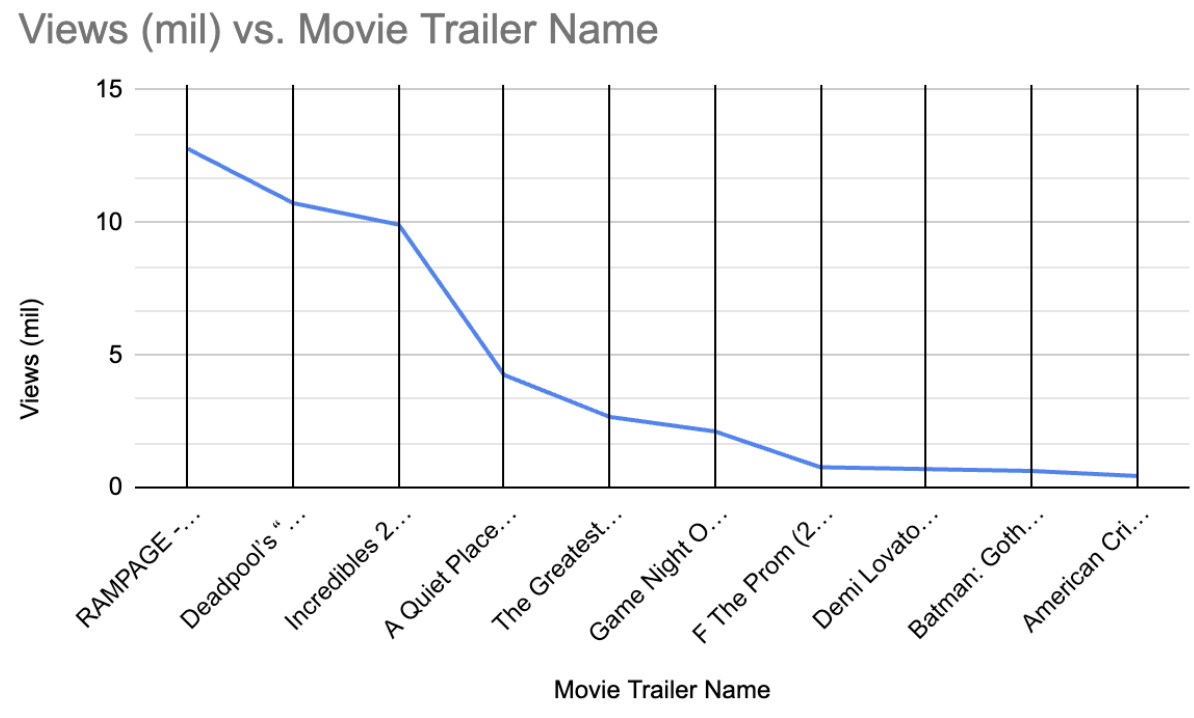 Views (mil) vs. Movie Trailer Name
15
10
5
0
Views (mil)
RAMPAGE -...
Deadpool's “ ...
Incredibles 2...
A Quiet Place...
The Greatest...
Game Night O...
F The Prom (2...
Demi Lovato...
Batman: Goth...
American Cri...
Movie Trailer Name